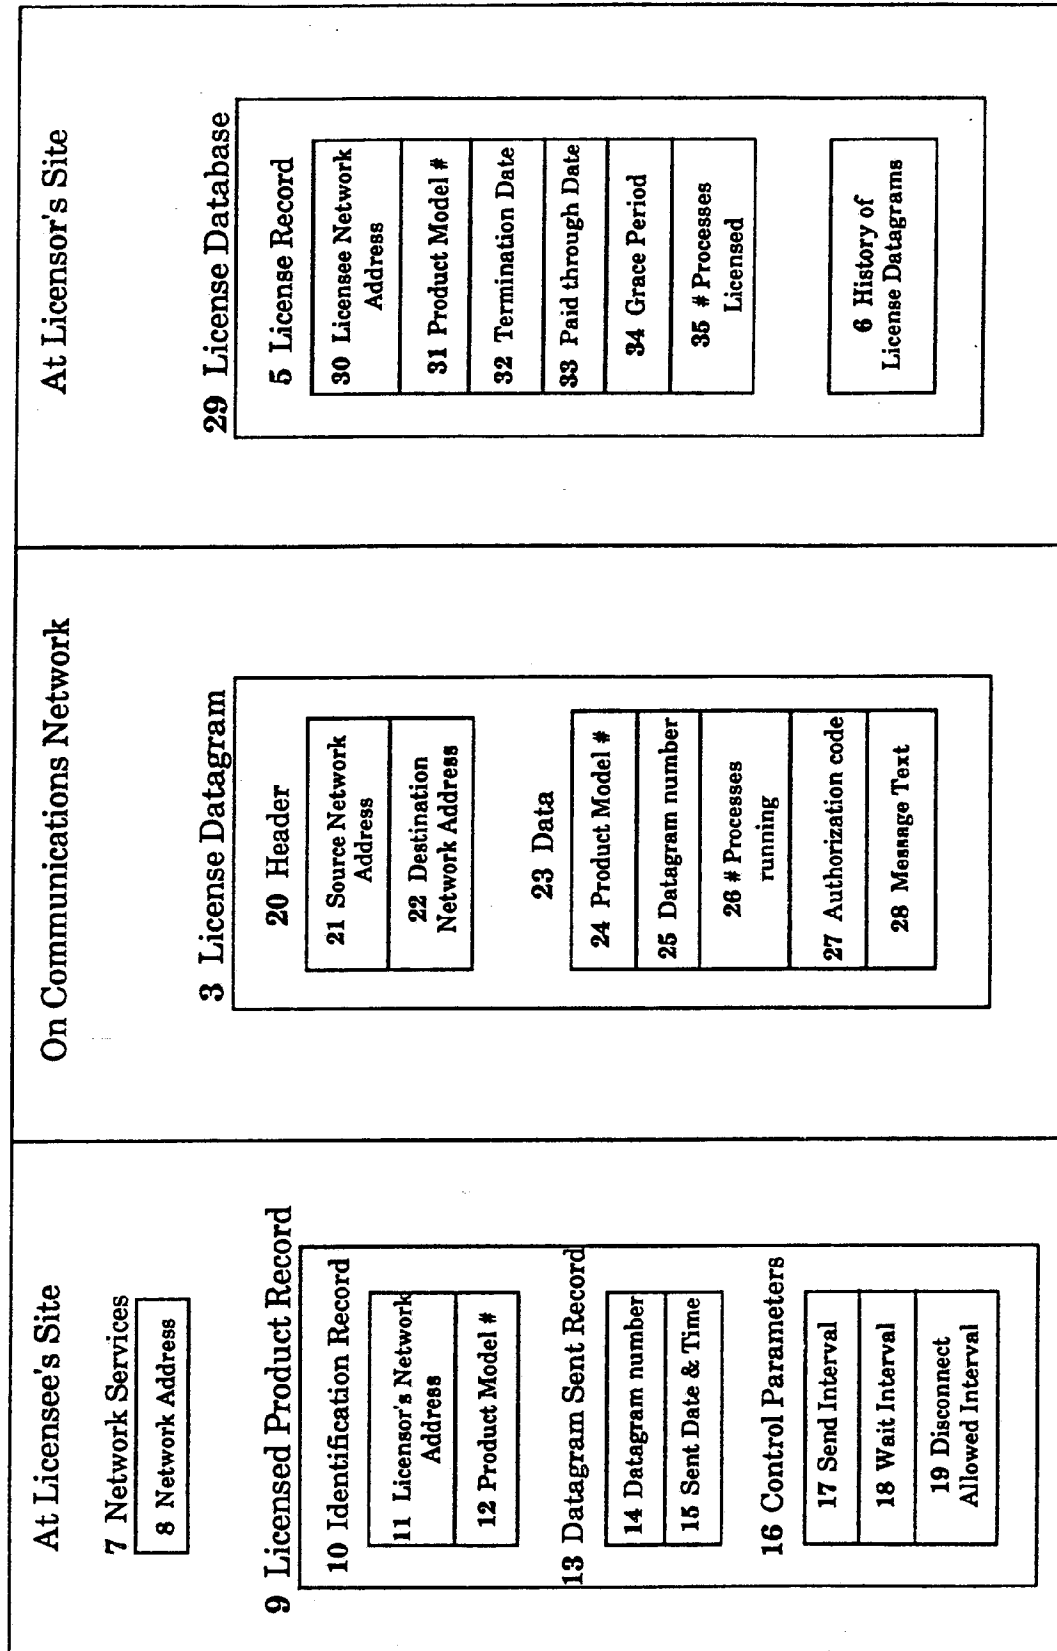 At Licensee's Site
7 Network Services
8 Network Address
9 Licensed Product Record
10 Identification Record
11 Licensor's Network
Address
12 Product Model #
13 Datagram Sent Record
14 Datagram number
15 Sent Date & Time
16 Control Parameters
17 Send Interval
18 Wait Interval
19 Disconnect
Allowed Interval
On Communications Network
3 License Datagram
20 Header
21 Source Network
Address
22 Destination
Network Address
23 Data
24 Product Model #
25 Datagram number
26 # Processes
running
27 Authorization code
28 Message Text
At Licensor's Site
29 License Database
5 License Record
30 Licensee Network
Address
31 Product Model #
32 Termination Date
33 Paid through Date
34 Grace Period
35 # Processes
Licensed
6 History of
License Datagrams